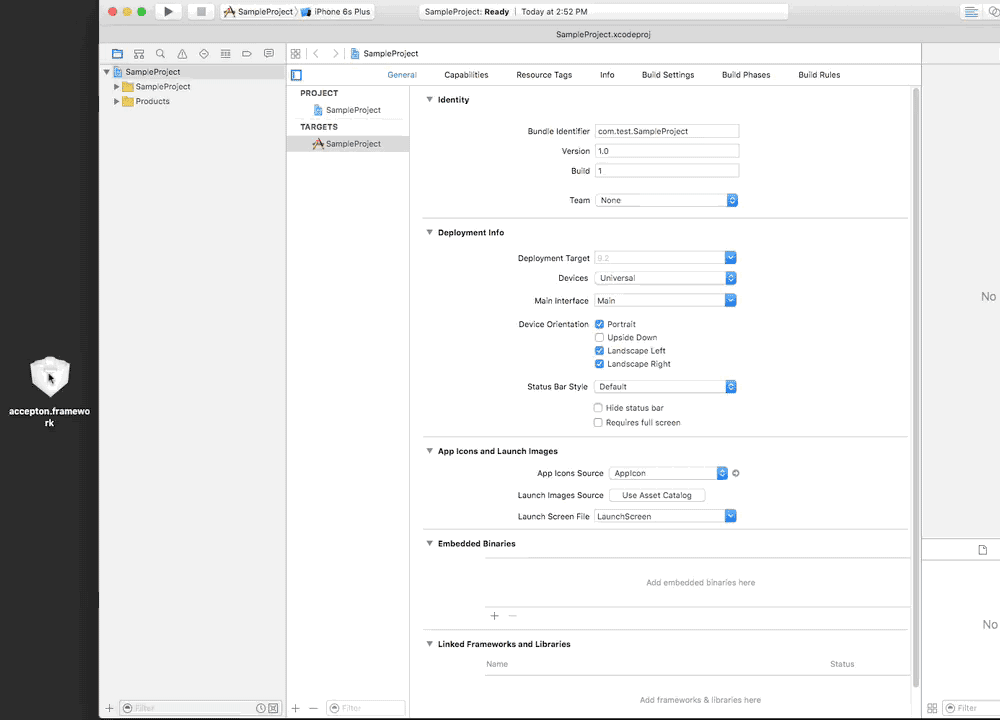 SampleProject
iPhone 6s Plus
SampleProject: Ready | Today at 2:52 PM
SampleProject.xcodeproj
SampleProject
SampleProject
General
Capabilities
Resource Tags
Info
Build Settings
Build Phases
Build Rules
SampleProject
Products
PROJECT
SampleProject
TARGETS
SampleProject
Identity
Bundle Identifier com.test.SampleProject
Version 1.0
Build 1
Team None
Deployment Info
Deployment Target 9.2
Devices Universal
Main Interface Main
Device Orientation Portrait
Upside Down
Landscape Left
Landscape Right
Status Bar Style Default
Hide status bar
Requires full screen
App Icons and Launch Images
App Icons Source AppIcon
Launch Images Source Use Asset Catalog
Launch Screen File LaunchScreen
Embedded Binaries
Add embedded binaries here
Linked Frameworks and Libraries
Name Status
Add frameworks & libraries here
accepton.framewo
rk
No
No
Filter
Filter
Filter